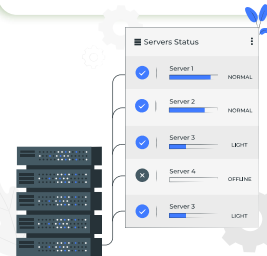 Servers Status
Server 1
NORMAL
Server 2
NORMAL
Server 3
LIGHT
Server 4
OFFLINE
Server 3
LIGHT